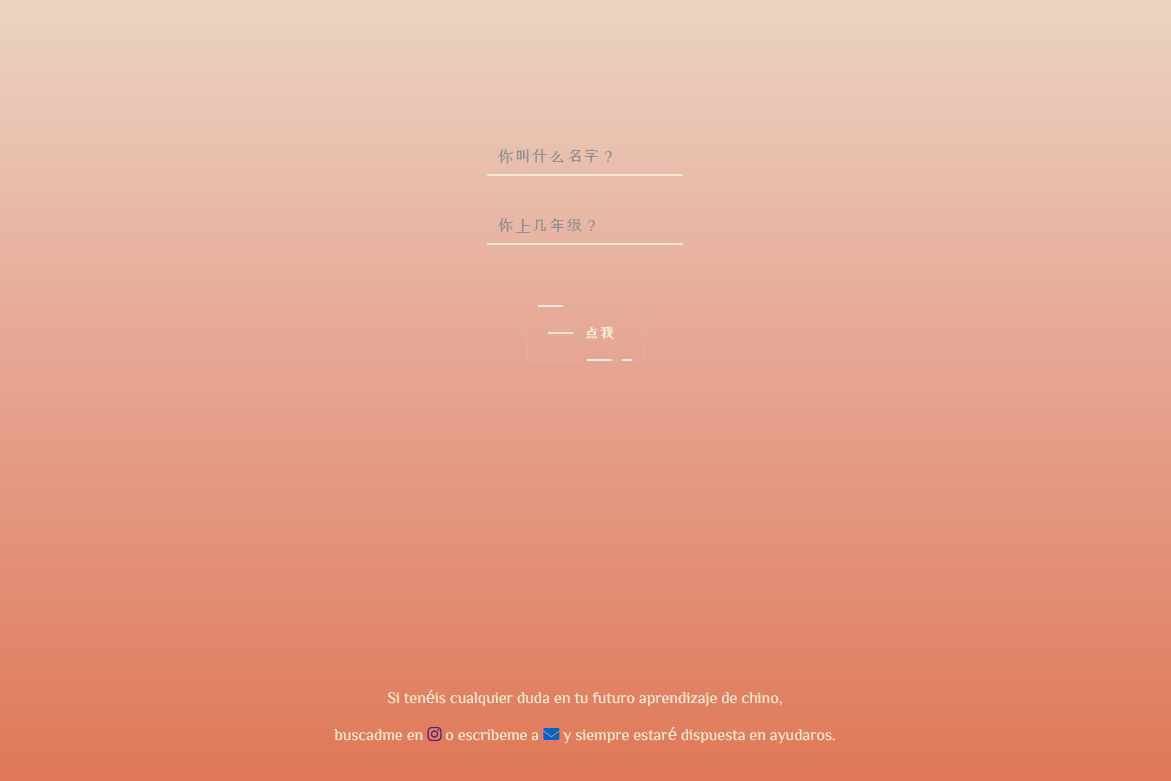 你叫什么名字？
你上几年级？
点我
Si tenéis cualquier duda en tu futuro aprendizaje de chino,
buscadme en o escribeme a y siempre estaré dispuesta en ayudaros.